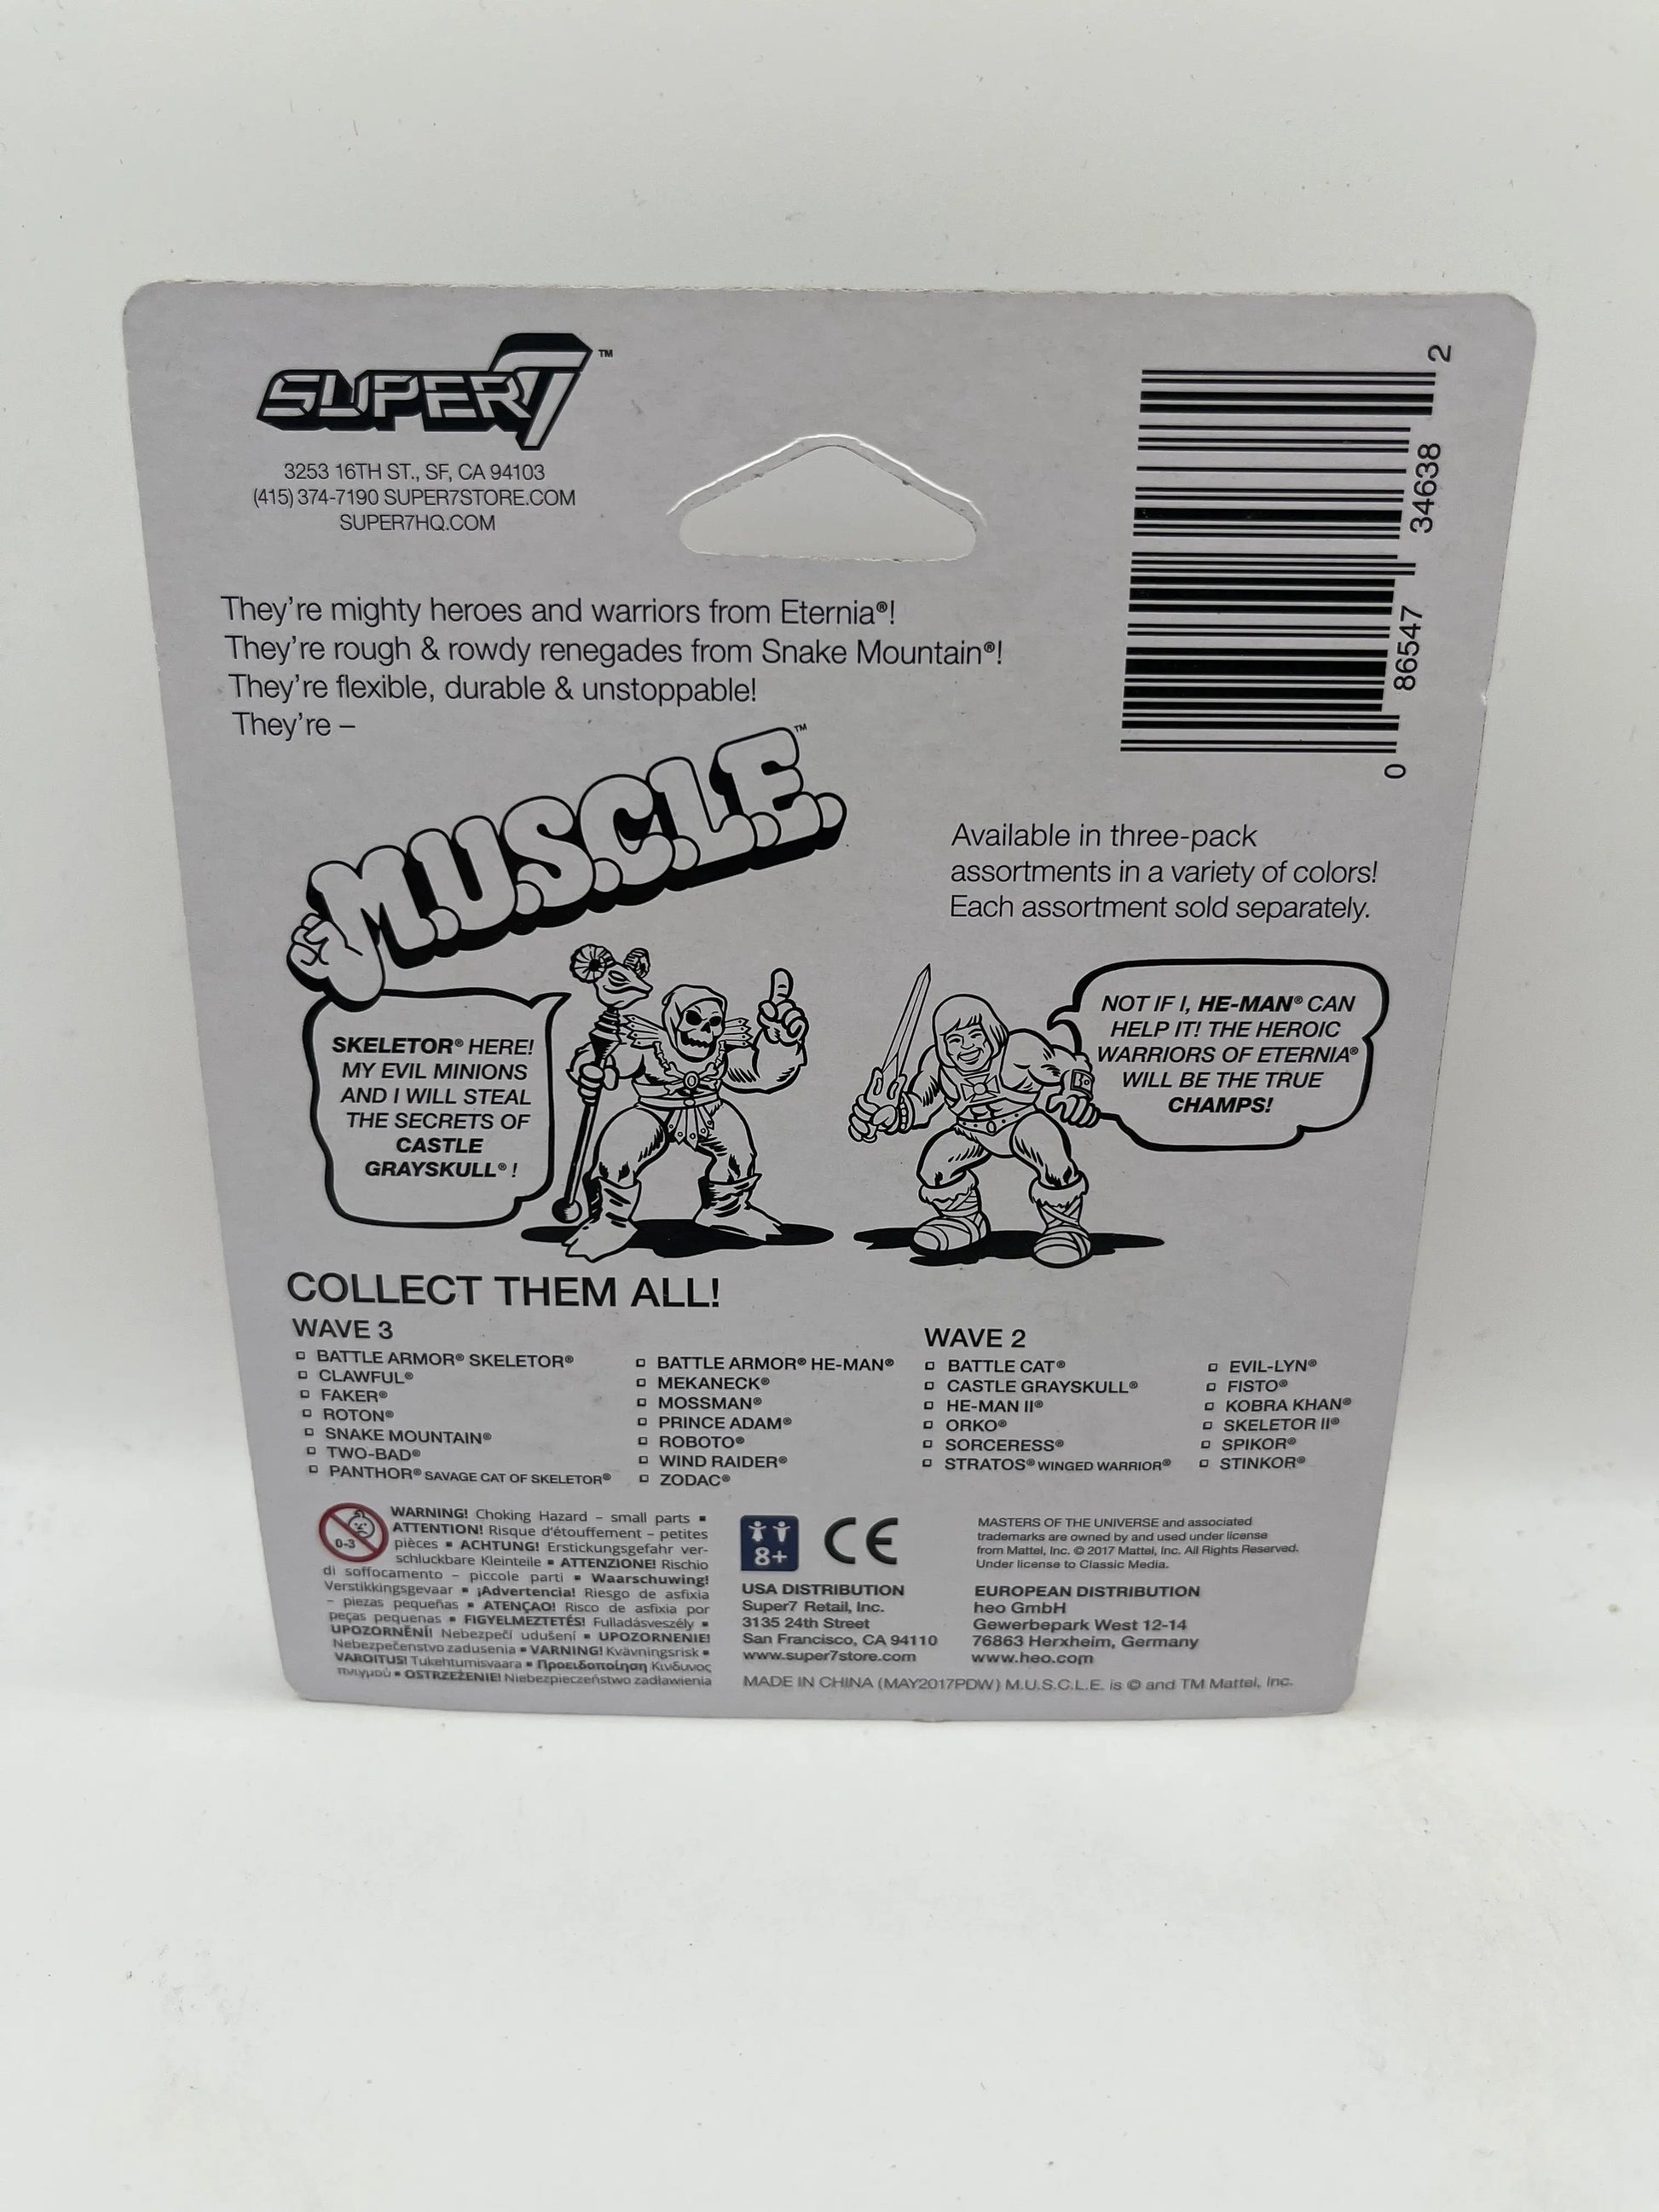 SUPER7™
3253 16TH ST., SF, CA 94103
(415) 374-7190 SUPER7STORE.COM
SUPER7HQ.COM
0 86547 34638 2
They're mighty heroes and warriors from Eternia®!
They're rough & rowdy renegades from Snake Mountain®!
They're flexible, durable & unstoppable!
They're –
M.U.S.C.L.E.™
Available in three-pack
assortments in a variety of colors!
Each assortment sold separately.
SKELETOR® HERE!
MY EVIL MINIONS
AND I WILL STEAL
THE SECRETS OF
CASTLE
GRAYSKULL®!
NOT IF I, HE-MAN® CAN
HELP IT! THE HEROIC
WARRIORS OF ETERNIA®
WILL BE THE TRUE
CHAMPS!
COLLECT THEM ALL!
WAVE 3
BATTLE ARMOR® SKELETOR®
CLAWFUL®
FAKER®
ROTON®
SNAKE MOUNTAIN®
TWO-BAD®
PANTHOR® SAVAGE CAT OF SKELETOR®
BATTLE ARMOR® HE-MAN®
MEKANECK®
MOSSMAN®
PRINCE ADAM®
ROBOTO®
WIND RAIDER®
ZODAC®
WAVE 2
BATTLE CAT®
CASTLE GRAYSKULL®
HE-MAN II®
ORKO®
SORCERESS®
STRATOS® WINGED WARRIOR®
EVIL-LYN®
FISTO®
KOBRA KHAN®
SKELETOR II®
SPIKOR®
STINKOR®
0-3
WARNING! Choking Hazard – small parts ▪
ATTENTION! Risque d'étouffement – petites
pièces ▪ ACHTUNG! Erstickungsgefahr ver-
schluckbare Kleinteile ▪ ATTENZIONE! Rischio
di soffocamento – piccole parti ▪ Waarschuwing!
Verstikkingsgevaar ▪ ¡Advertencia! Riesgo de asfixia
– piezas pequeñas ▪ ATENÇAO! Risco de asfixia por
peças pequenas ▪ FIGYELMEZTETÉS! Fulladásveszély ▪
UPOZORNĚNÍ! Nebezpečí udušení ▪ UPOZORNENIE!
Nebezpečenstvo zadusenia ▪ VARNING! Kvävningsrisk ▪
VAROITUS! Tukehtumisvaara ▪ Προειδοποίηση Κινδυνος
πνιγμού ▪ OSTRZEŻENIE! Niebezpieczeństwo zadławienia
8+
CE
USA DISTRIBUTION
Super7 Retail, Inc.
3135 24th Street
San Francisco, CA 94110
www.super7store.com
MASTERS OF THE UNIVERSE and associated
trademarks are owned by and used under license
from Mattel, Inc. © 2017 Mattel, Inc. All Rights Reserved.
Under license to Classic Media.
EUROPEAN DISTRIBUTION
heo GmbH
Gewerbepark West 12-14
76863 Herxheim, Germany
www.heo.com
MADE IN CHINA (MAY2017PDW) M.U.S.C.L.E. is © and TM Mattel, Inc.